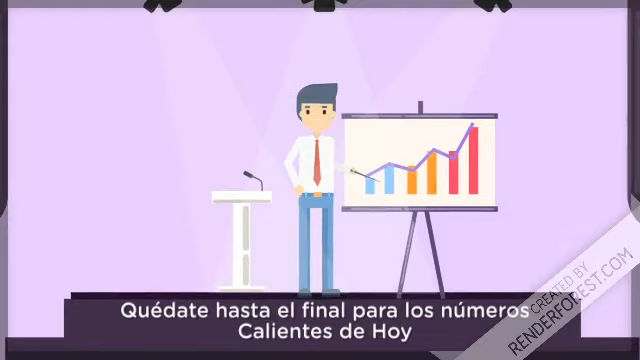 Quédate hasta el final para los números
Calientes de Hoy
CREATED BY
RENDERFOREST.COM